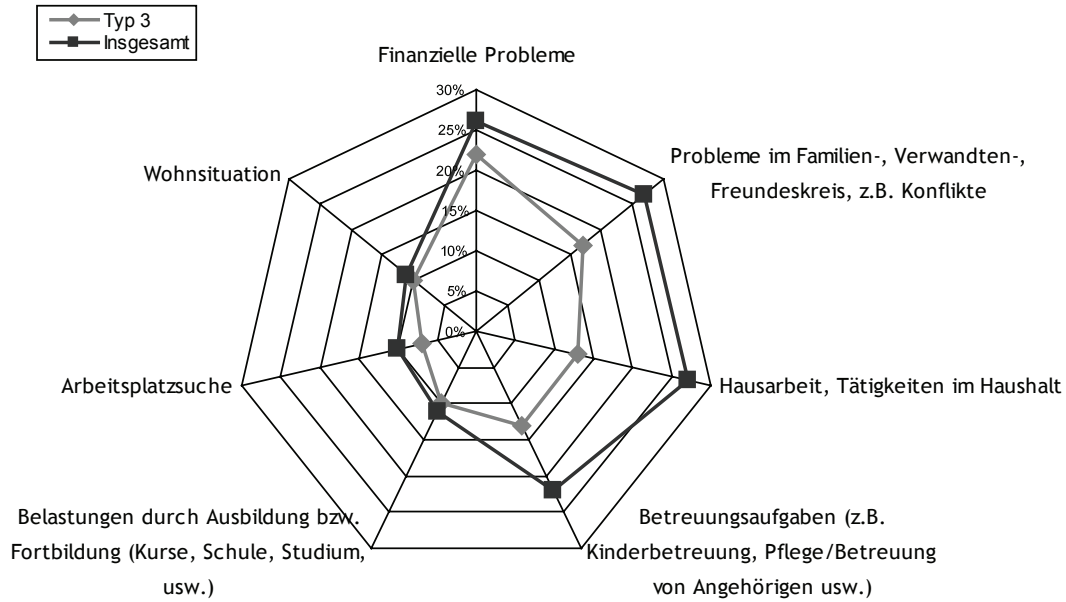 Typ 3
Insgesamt
Finanzielle Probleme
30%
25%
20%
15%
10%
5%
0%
Probleme im Familien-, Verwandten-,
Freundeskreis, z.B. Konflikte
Hausarbeit, Tätigkeiten im Haushalt
Betreuungsaufgaben (z.B.
Kinderbetreuung, Pflege/Betreuung
von Angehörigen usw.)
Belastungen durch Ausbildung bzw.
Fortbildung (Kurse, Schule, Studium,
usw.)
Arbeitsplatzsuche
Wohnsituation